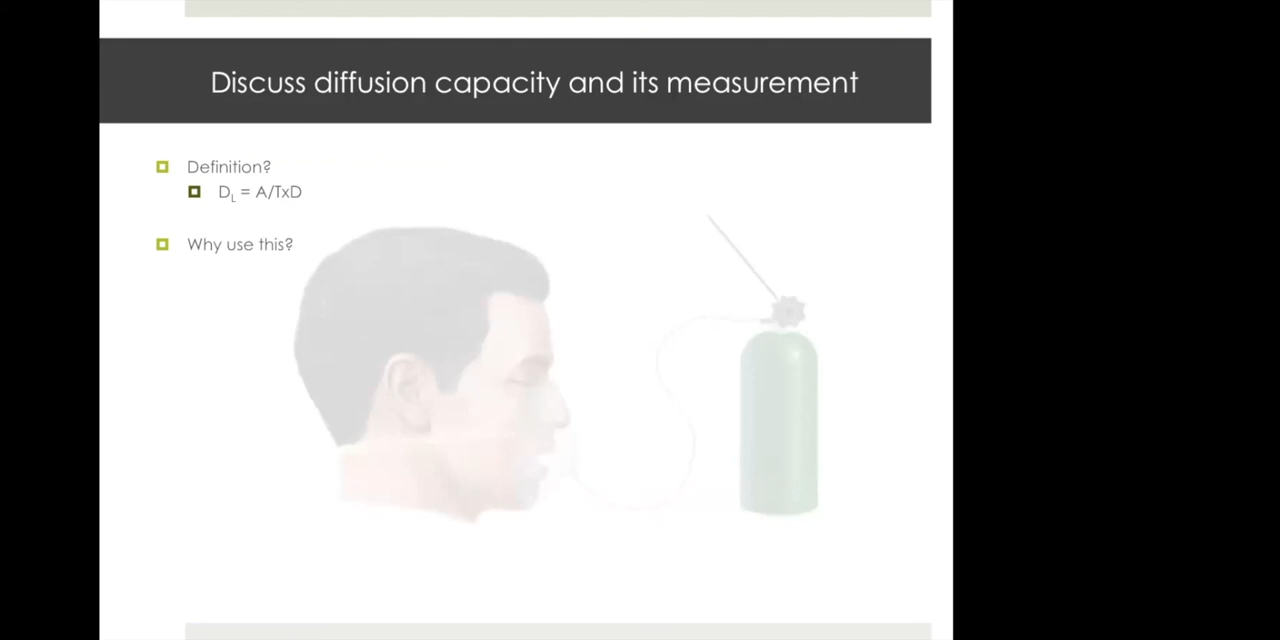 Discuss diffusion capacity and its measurement
Definition?
DL = A/TxD
Why use this?